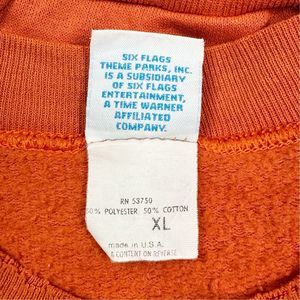 SIX FLAGS
THEME PARKS, INC.
IS A SUBSIDIARY
OF SIX FLAGS
ENTERTAINMENT,
A TIME WARNER
AFFILIATED
COMPANY.
RN 53750
50% POLYESTER 50% COTTON
XL
made in U.S.A.
CONTENT ON REVERSE